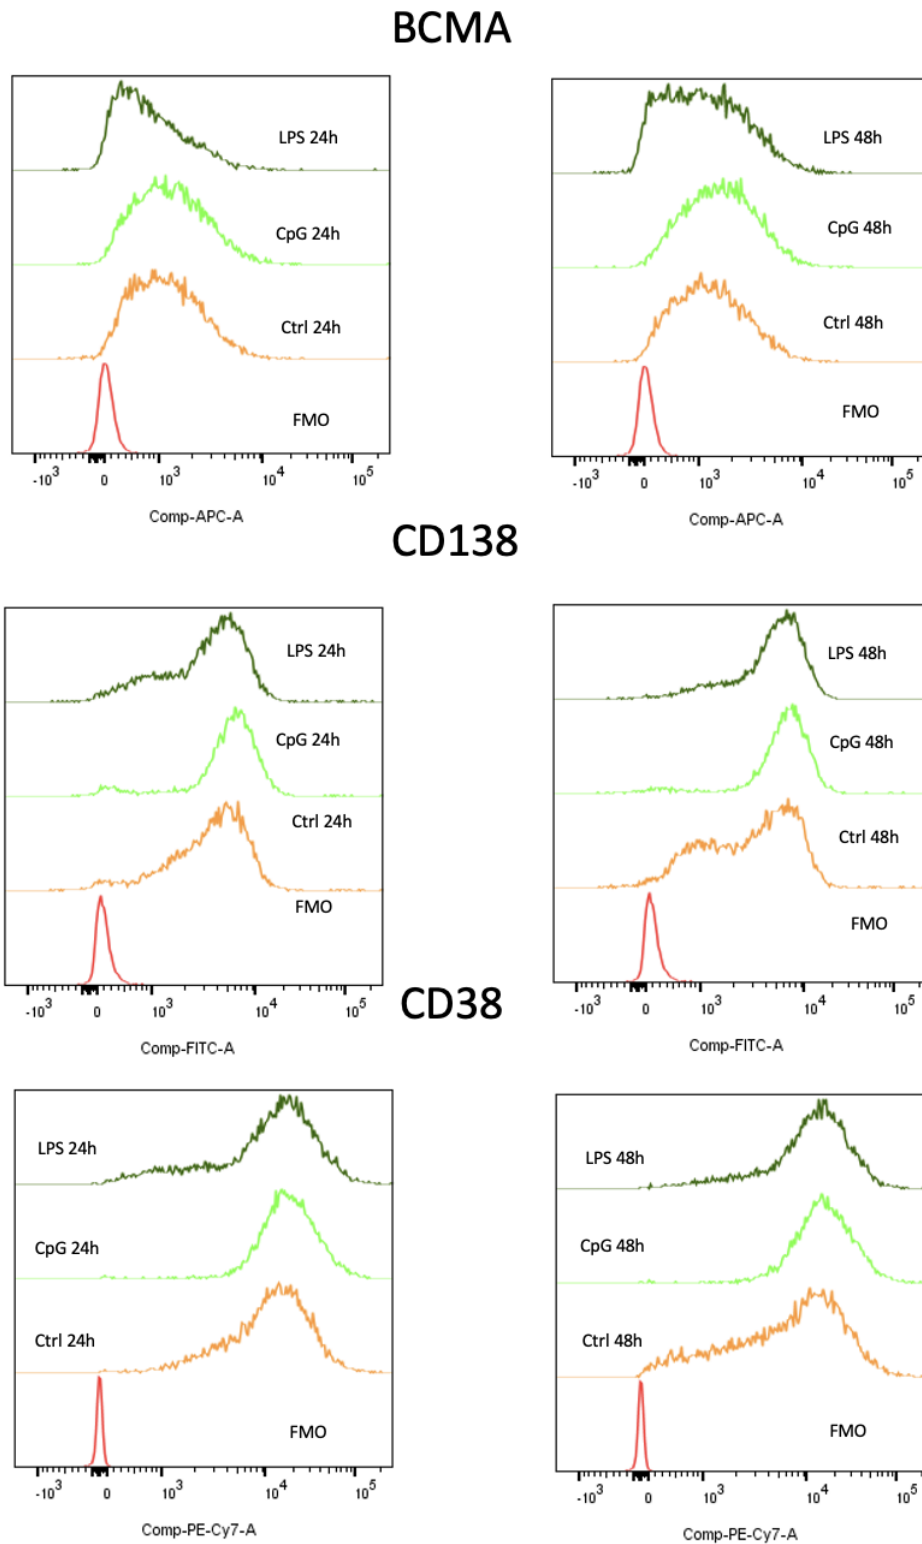 BCMA
LPS 24h
CpG 24h
Ctrl 24h
FMO
-10³ 0 10³ 10⁴ 10⁵
Comp-APC-A
LPS 48h
CpG 48h
Ctrl 48h
FMO
-10³ 0 10³ 10⁴ 10⁵
Comp-APC-A
CD138
LPS 24h
CpG 24h
Ctrl 24h
FMO
-10³ 0 10³ 10⁴ 10⁵
Comp-FITC-A
LPS 48h
CpG 48h
Ctrl 48h
FMO
-10³ 0 10³ 10⁴ 10⁵
Comp-FITC-A
CD38
LPS 24h
CpG 24h
Ctrl 24h
FMO
-10³ 0 10³ 10⁴ 10⁵
Comp-PE-Cy7-A
LPS 48h
CpG 48h
Ctrl 48h
FMO
-10³ 0 10³ 10⁴ 10⁵
Comp-PE-Cy7-A